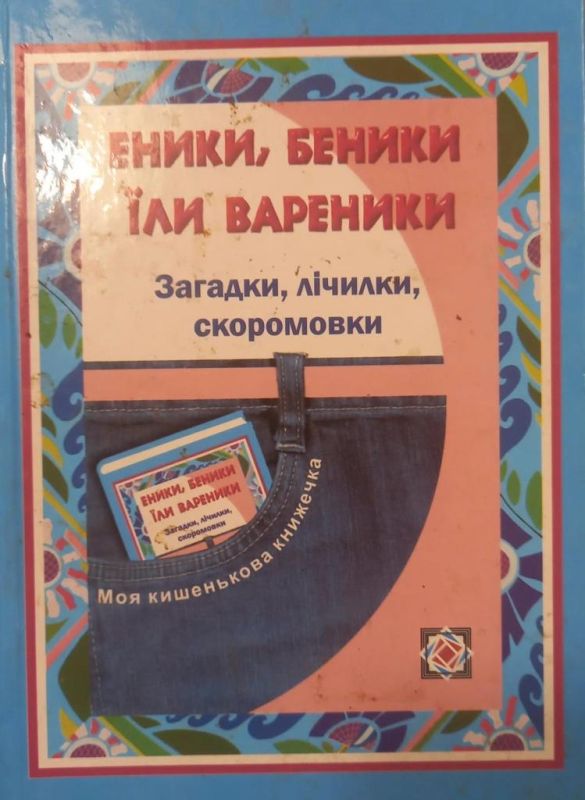 ЕНИКИ, БЕНИКИ
ЇЛИ ВАРЕНИКИ
Загадки, лічилки,
скоромовки
ЕНИКИ, БЕНИКИ
ЇЛИ ВАРЕНИКИ
Загадки, лічилки,
скоромовки
Моя кишенькова книжечка